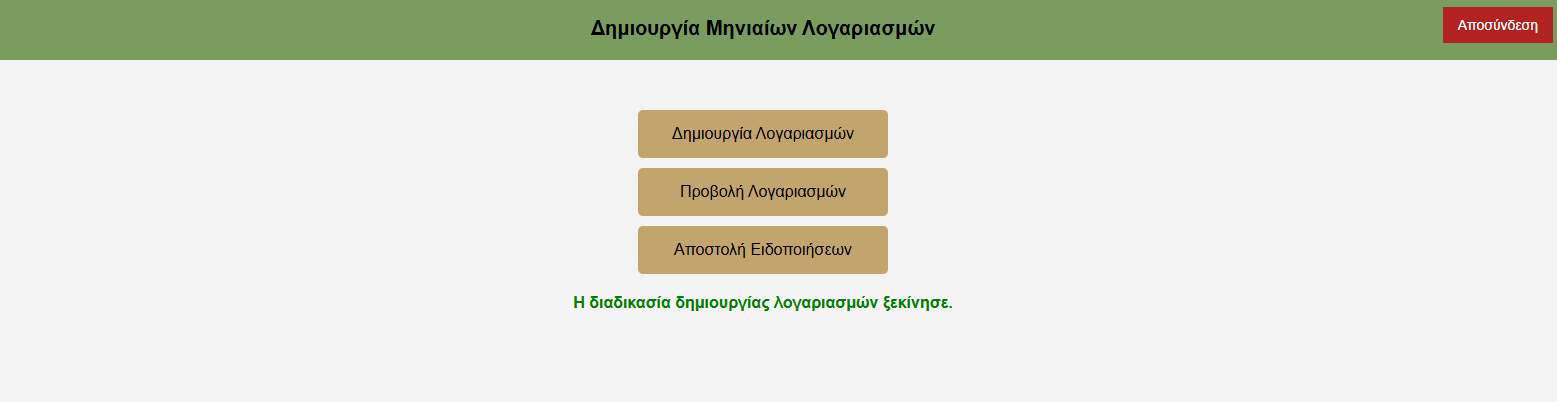 Δημιουργία Μηνιαίων Λογαριασμών
Αποσύνδεση
Δημιουργία Λογαριασμών
Προβολή Λογαριασμών
Αποστολή Ειδοποιήσεων
Η διαδικασία δημιουργίας λογαριασμών ξεκίνησε.